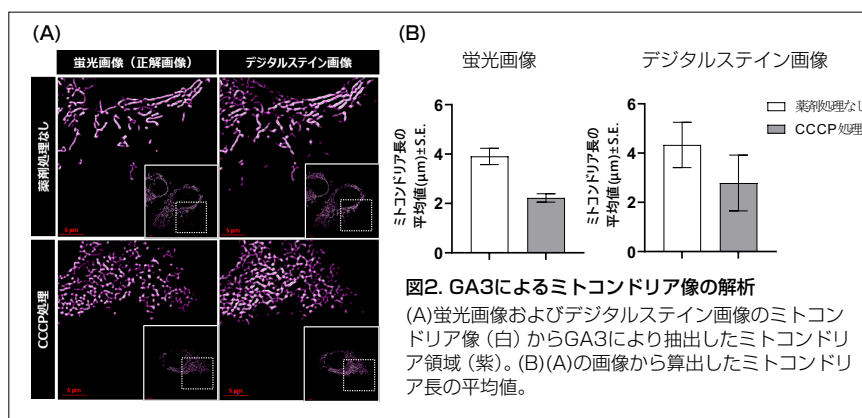 (A)
蛍光画像（正解画像）
デジタルステイン画像
薬剤処理なし
5 μm
5 μm
CCCP処理
5 μm
5 μm
(B)
蛍光画像
デジタルステイン画像
ミトコンドリア長の
平均値(μm)±S.E.
6
4
2
0
ミトコンドリア長の
平均値(μm)±S.E.
6
4
2
0
薬剤処理なし
CCCP処理
図2. GA3によるミトコンドリア像の解析
(A)蛍光画像およびデジタルステイン画像のミトコン
ドリア像（白）からGA3により抽出したミトコンドリ
ア領域（紫）。(B)(A)の画像から算出したミトコンドリ
ア長の平均値。